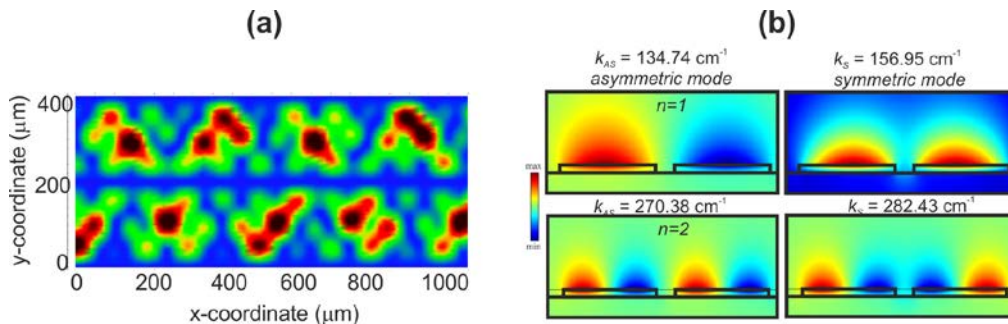 (a)
y-coordinate (μm)
400
200
0
0 200 400 600 800 1000
x-coordinate (μm)
(b)
k_AS = 134.74 cm⁻¹
asymmetric mode
k_S = 156.95 cm⁻¹
symmetric mode
n=1
max
min
k_AS = 270.38 cm⁻¹
k_S = 282.43 cm⁻¹
n=2